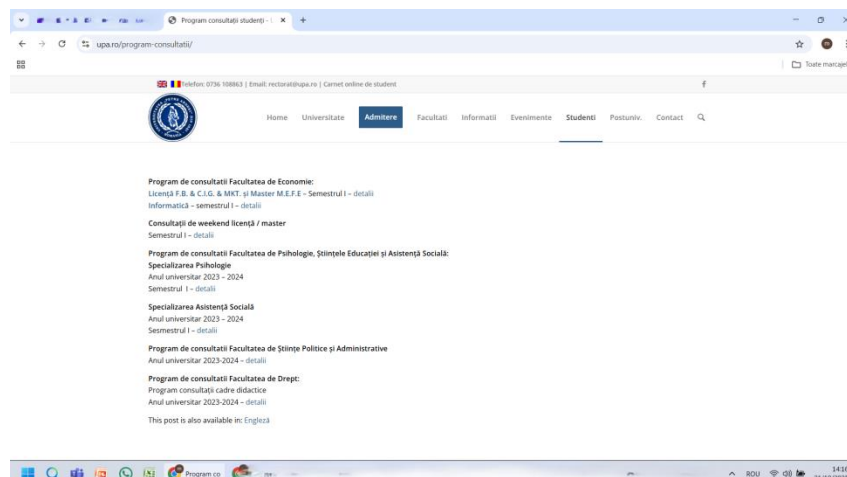 Program consultații studenți - 
upa.ro/program-consultatii/
Toate marcajele
Telefon: 0736 108863 | Email: rectorat@upa.ro | Carnet online de student
Home Universitate Admitere Facultati Informatii Evenimente Studenti Postuniv. Contact
Program de consultatii Facultatea de Economie:
Licență F.B. & C.I.G. & MKT. și Master M.E.F.E – Semestrul I – detalii
Informatică – semestrul I – detalii
Consultații de weekend licență / master
Semestrul I – detalii
Program de consultatii Facultatea de Psihologie, Științele Educației și Asistență Socială:
Specializarea Psihologie
Anul universitar 2023 – 2024
Semestrul I – detalii
Specializarea Asistență Socială
Anul universitar 2023 – 2024
Sesmestrul I – detalii
Program de consultatii Facultatea de Științe Politice și Administrative
Anul universitar 2023-2024 – detalii
Program de consultatii Facultatea de Drept:
Program consultații cadre didactice
Anul universitar 2023-2024 – detalii
This post is also available in: Engleză
Program co
ROU
14:16